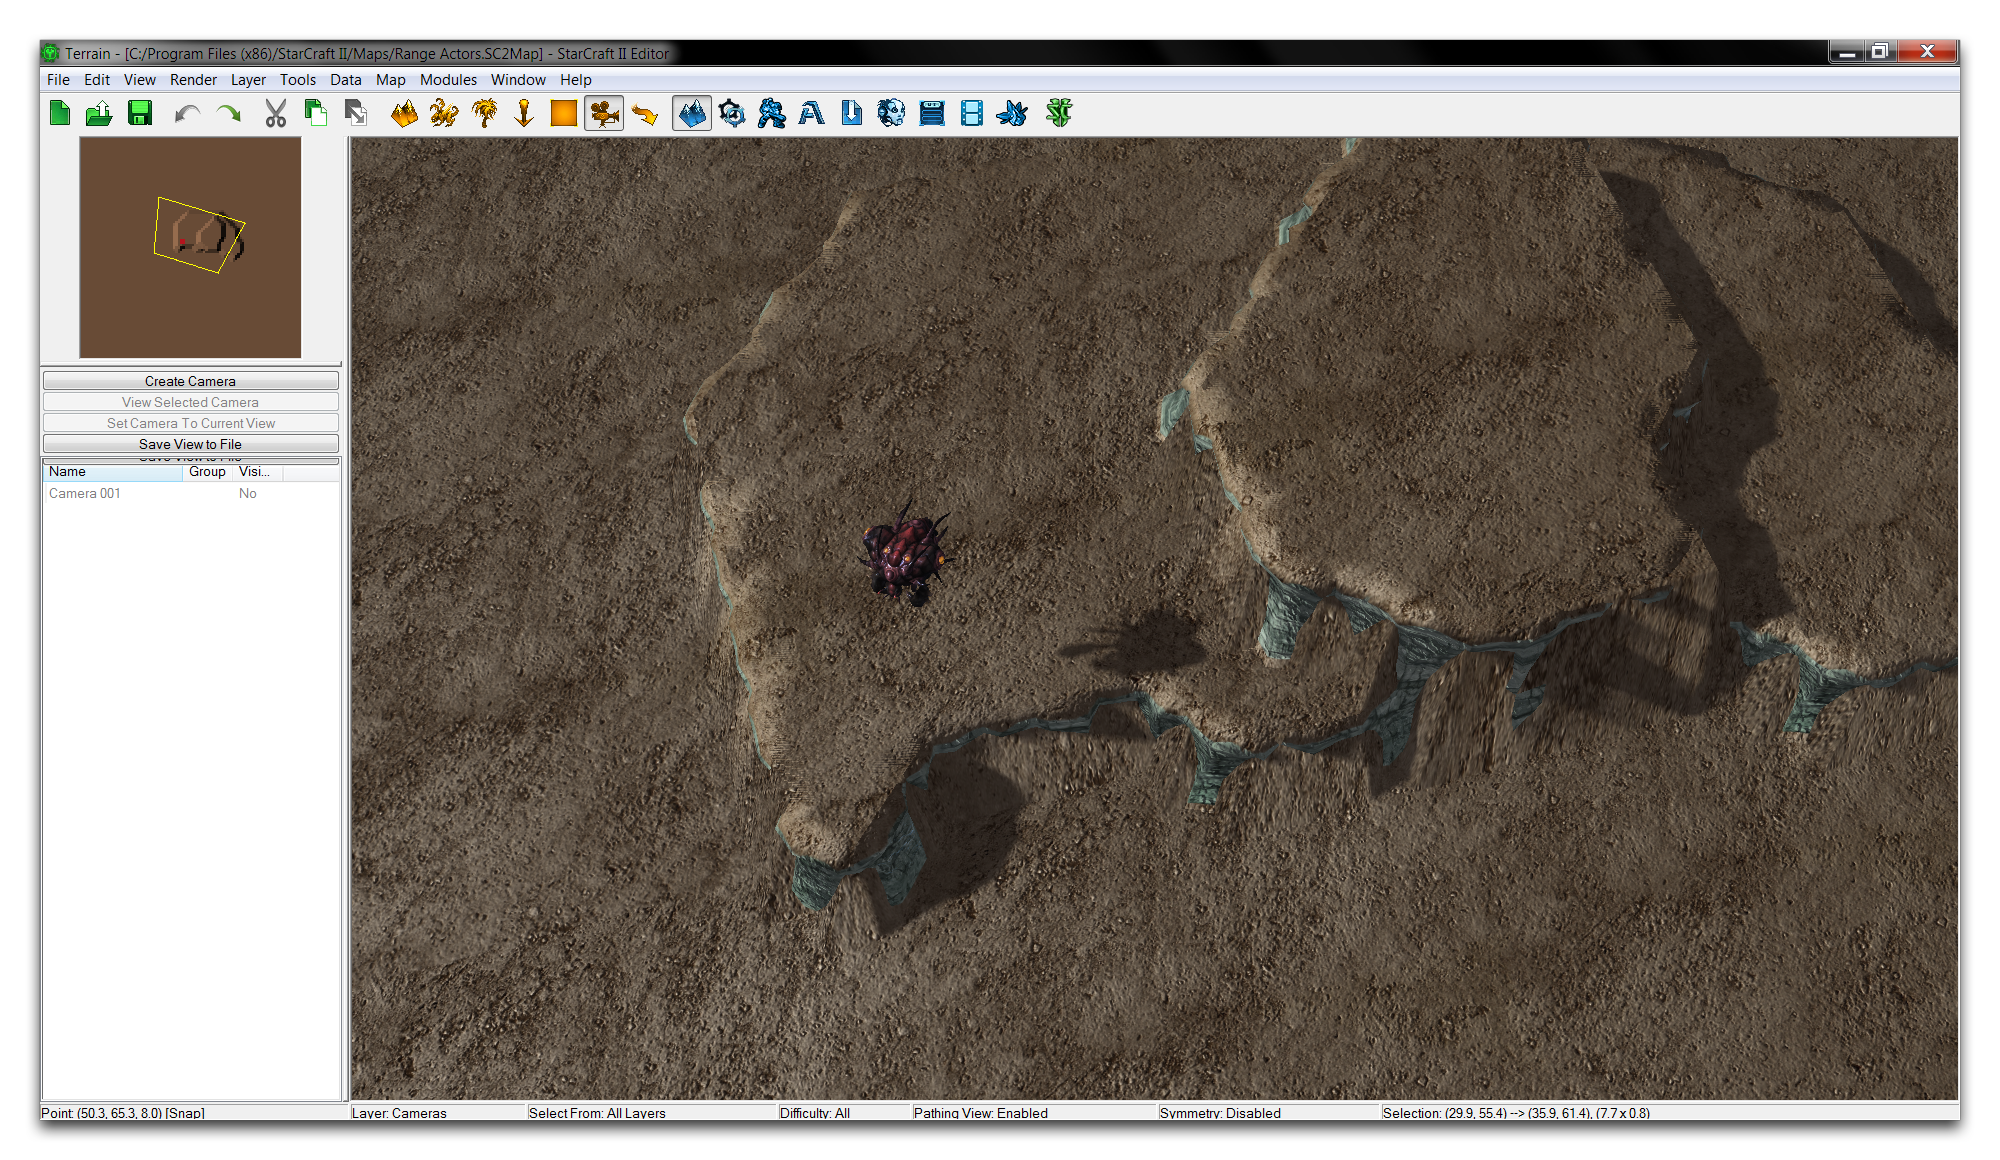 Terrain - [C:/Program Files (x86)/StarCraft II/Maps/Range Actors.SC2Map] - StarCraft II Editor
File Edit View Render Layer Tools Data Map Modules Window Help
Create Camera
View Selected Camera
Set Camera To Current View
Save View to File
Save View to File
Name Group Visi...
Camera 001 No
Point: (50.3, 65.3, 8.0) [Snap] Layer: Cameras Select From: All Layers Difficulty: All Pathing View: Enabled Symmetry: Disabled Selection: (29.9, 55.4) --> (35.9, 61.4), (7.7 x 0.8)